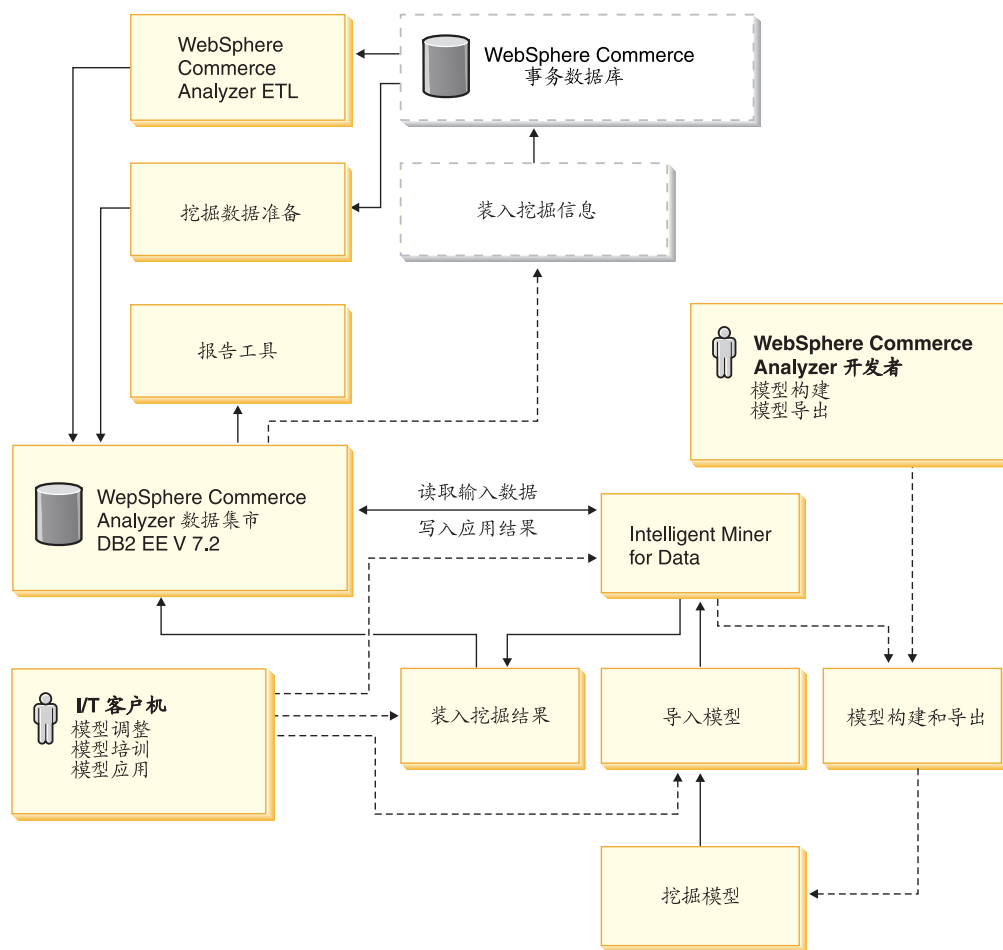 WebSphere
Commerce
Analyzer ETL
WebSphere Commerce
事务数据库
挖掘数据准备
装入挖掘信息
报告工具
WebSphere Commerce
Analyzer 开发者
模型构建
模型导出
WepSphere Commerce
Analyzer 数据集市
DB2 EE V 7.2
读取输入数据
写入应用结果
Intelligent Miner
for Data
I/T 客户机
模型调整
模型培训
模型应用
装入挖掘结果
导入模型
模型构建和导出
挖掘模型